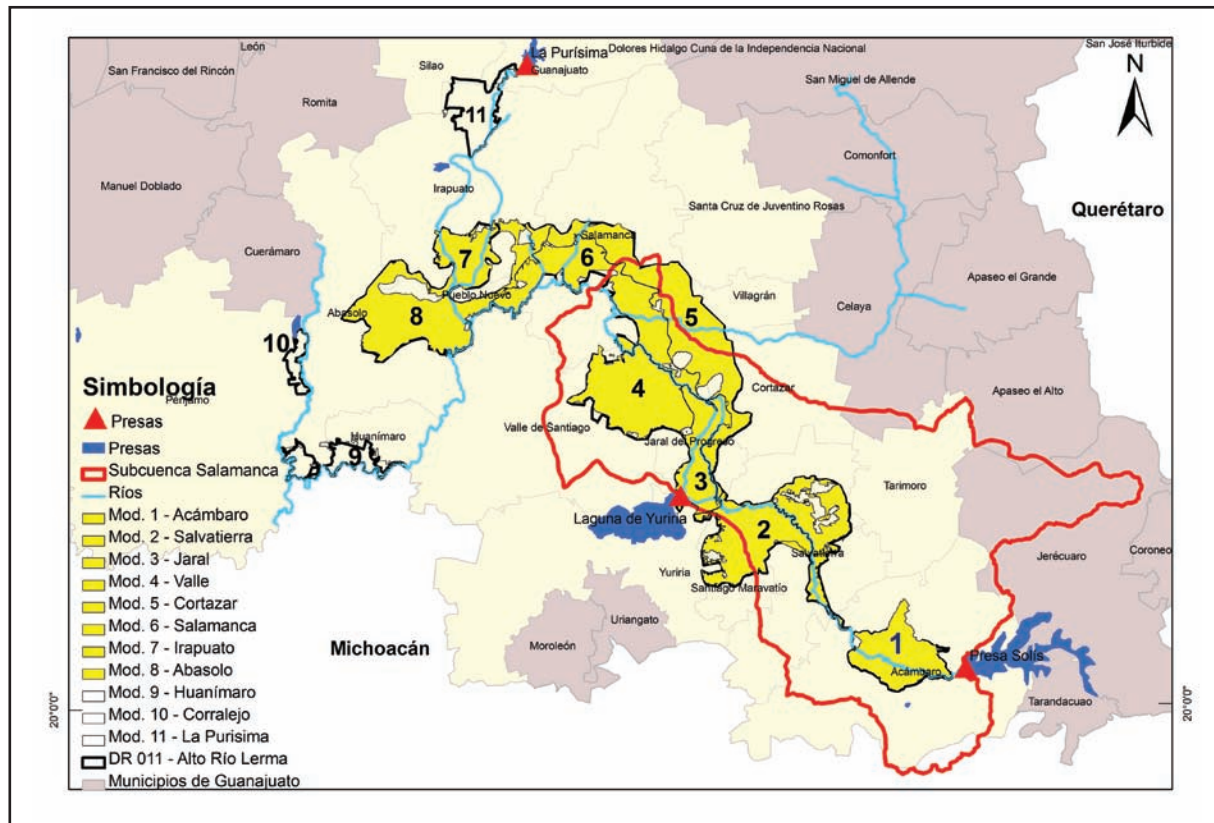 León
La Purísima
Dolores Hidalgo Cuna de la Independencia Nacional
San José Iturbide
San Francisco del Rincón
Silao
Guanajuato
San Miguel de Allende
N
Romita
11
Comonfort
Manuel Doblado
Irapuato
Santa Cruz de Juventino Rosas
Querétaro
Cuerámaro
7
Salamanca
6
Apaseo el Grande
Pueblo Nuevo
Villagrán
Celaya
Abasolo
8
5
10
Simbología
4
Cortazar
Apaseo el Alto
Pénjamo
Presas
Huanímaro
Valle de Santiago
Jaral del Progreso
Presas
9
Subcuenca Salamanca
3
Tarimoro
Ríos
Laguna de Yuriria
2
Mod. 1 - Acámbaro
Mod. 2 - Salvatierra
Salvatierra
Jerécuaro
Coroneo
Mod. 3 - Jaral
Yuriria
Santiago Maravatío
Mod. 4 - Valle
Mod. 5 - Cortazar
Uriangato
Mod. 6 - Salamanca
Michoacán
Moroleón
1
Presa Solís
Mod. 7 - Irapuato
Acámbaro
Mod. 8 - Abasolo
Mod. 9 - Huanímaro
Tarandacuao
20°0'0"
20°0'0"
Mod. 10 - Corralejo
Mod. 11 - La Purisima
DR 011 - Alto Río Lerma
Municipios de Guanajuato